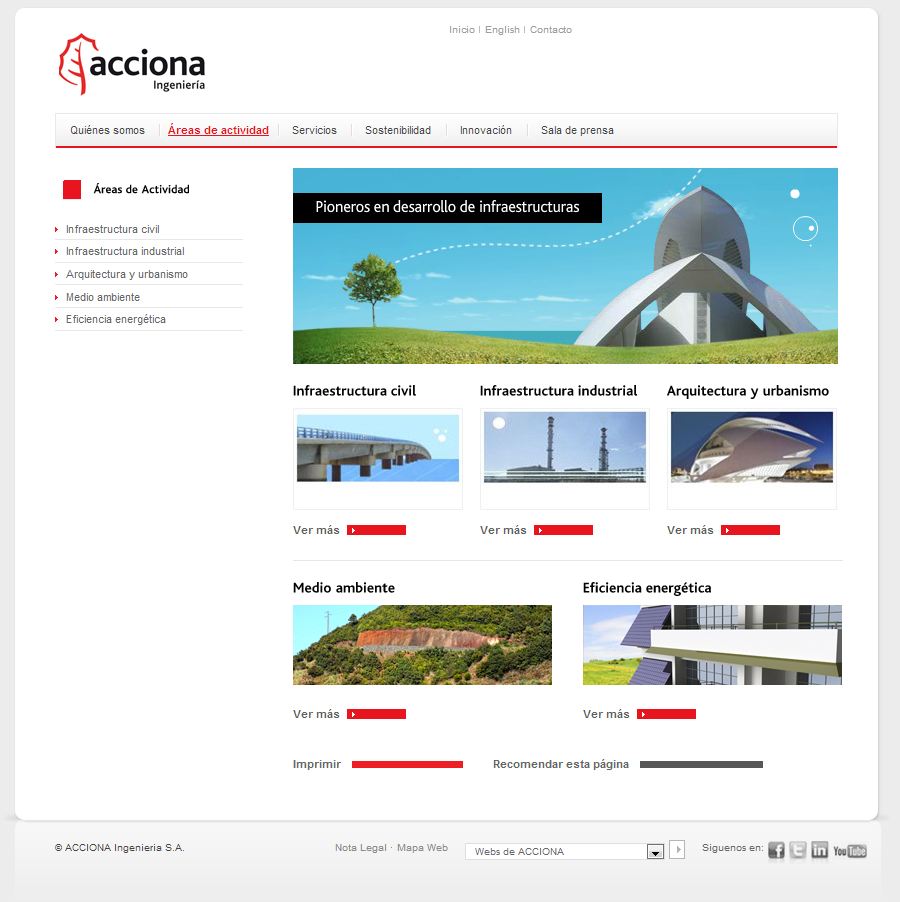 Inicio | English | Contacto
acciona
Ingeniería
Quiénes somos
Áreas de actividad
Servicios
Sostenibilidad
Innovación
Sala de prensa
Áreas de Actividad
Infraestructura civil
Infraestructura industrial
Arquitectura y urbanismo
Medio ambiente
Eficiencia energética
Pioneros en desarrollo de infraestructuras
Infraestructura civil
Infraestructura industrial
Arquitectura y urbanismo
Ver más
Ver más
Ver más
Medio ambiente
Eficiencia energética
Ver más
Ver más
Imprimir
Recomendar esta página
© ACCIONA Ingenieria S.A.
Nota Legal · Mapa Web
Webs de ACCIONA
Siguenos en:
f
t
in
YouTube